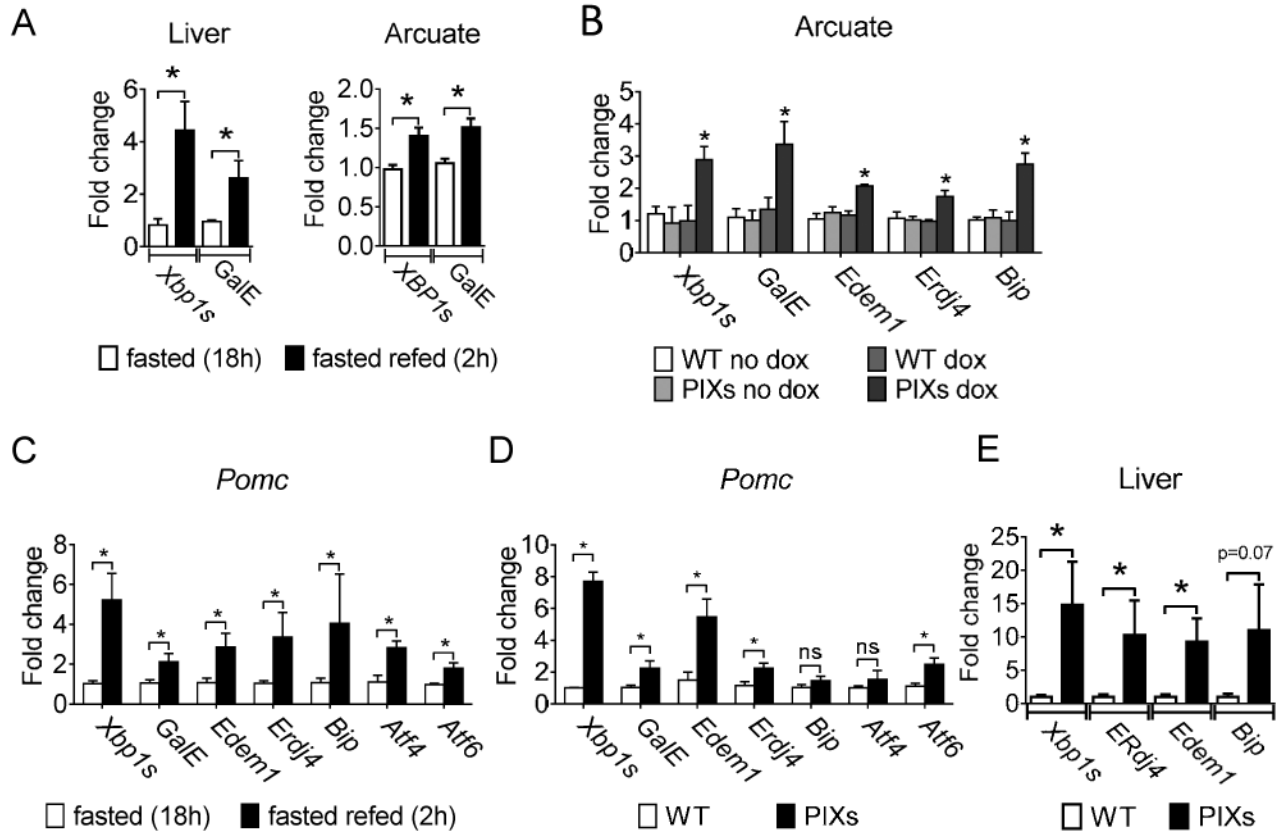 A
Liver
Fold change
6
4
2
0
*
*
Xbp1s
GalE
Arcuate
Fold change
2.0
1.5
1.0
0.5
0.0
*
*
XBP1s
GalE
fasted (18h)
fasted refed (2h)
B
Arcuate
Fold change
5
4
3
2
1
0
*
*
*
*
*
Xbp1s
GalE
Edem1
Erdj4
Bip
WT no dox
WT dox
PIXs no dox
PIXs dox
C
Pomc
Fold change
8
6
4
2
0
*
*
*
*
*
*
*
Xbp1s
GalE
Edem1
Erdj4
Bip
Atf4
Atf6
fasted (18h)
fasted refed (2h)
D
Pomc
Fold change
10
8
6
4
2
0
*
*
*
*
ns
ns
*
Xbp1s
GalE
Edem1
Erdj4
Bip
Atf4
Atf6
WT
PIXs
E
Liver
Fold change
25
20
15
10
5
0
*
*
*
p=0.07
Xbp1s
ERdj4
Edem1
Bip
WT
PIXs